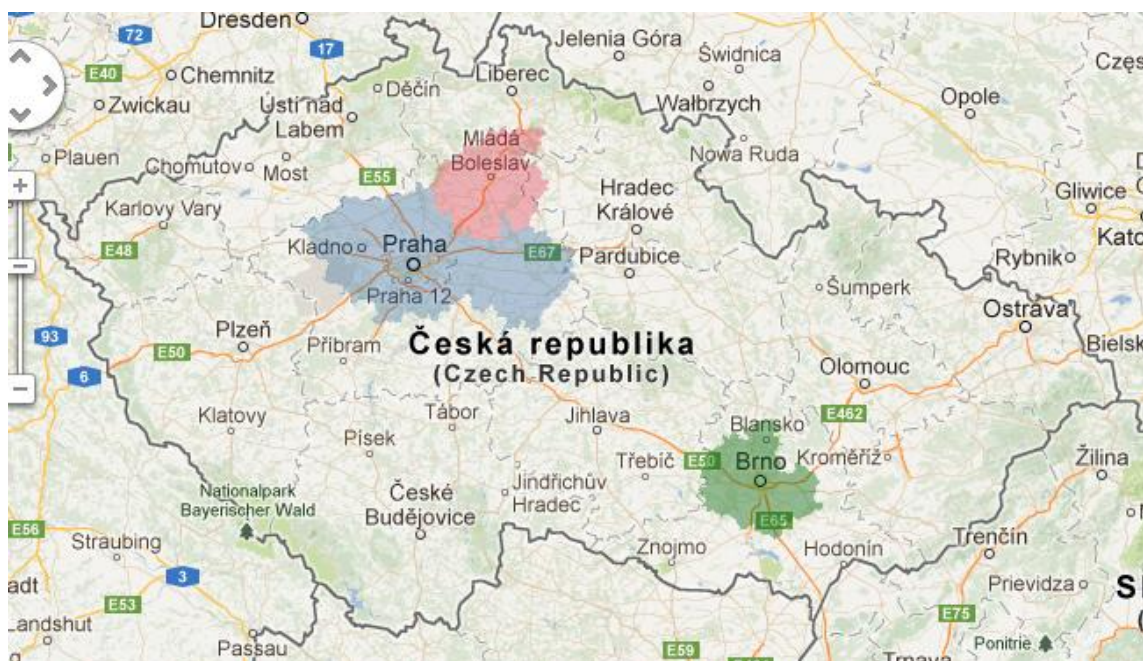 Dresden
72
17
Jelenia Góra
Świdnica
Częs
E40
Chemnitz
Liberec
Děčín
Wałbrzych
Opole
Zwickau
Ústí nad
Labem
Mladá
Boleslav
Plauen
Chomutov
Most
E55
Nowa Ruda
Gliwice
Karlovy Vary
Hradec
Králové
Kato
E48
Kladno
Praha
E67
Pardubice
Rybnik
Praha 12
Šumperk
Ostrava
93
Plzeň
Příbram
Česká republika
(Czech Republic)
Bielsk
E50
6
Olomouc
Klatovy
Tábor
Jihlava
E462
Písek
Blansko
Třebíč
E50
Brno
Kroměříž
Žilina
Nationalpark
Bayerischer Wald
České
Budějovice
Jindřichův
Hradec
E65
E56
Straubing
Znojmo
Hodonín
Trenčín
3
adt
E53
Prievidza
Sl
E75
Landshut
Passau
E59
Ponitrie
Trnava